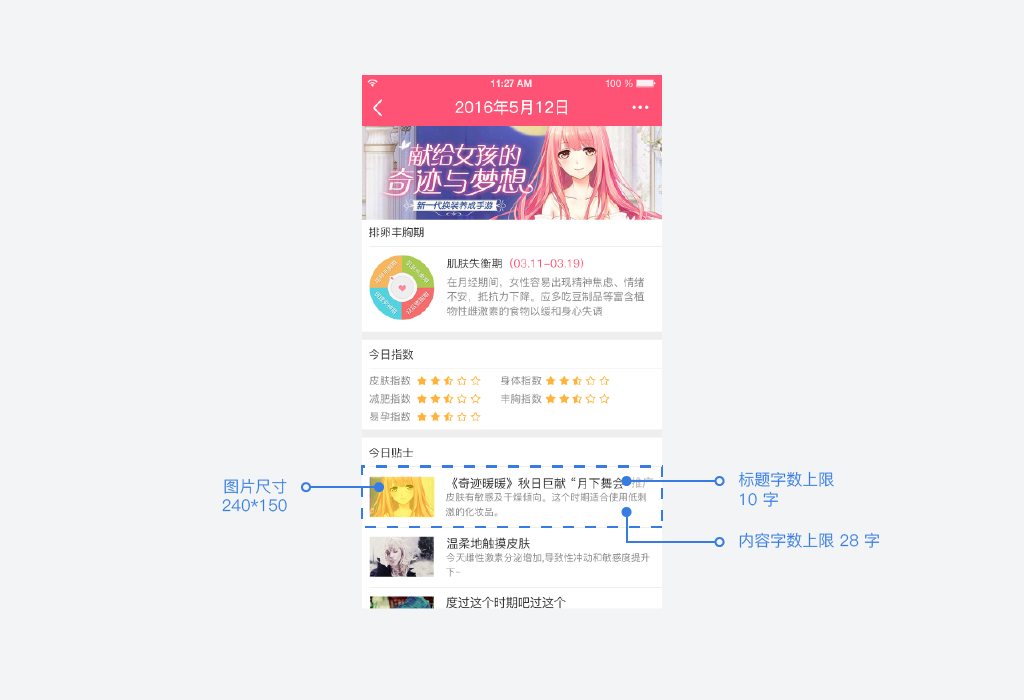 11:27 AM
100 %
2016年5月12日
献给女孩的
奇迹与梦想
新一代换装养成手游
排卵丰胸期
肌肤失衡期 (03.11-03.19)
在月经期间，女性容易出现精神焦虑、情绪
不安，抵抗力下降。应多吃豆制品等富含植
物性雌激素的食物以缓和身心失调
今日指数
皮肤指数
身体指数
减肥指数
丰胸指数
易孕指数
今日贴士
《奇迹暖暖》秋日巨献 “月下舞会 推广
皮肤有敏感及干燥倾向。这个时期适合使用低刺
激的化妆品。
温柔地触摸皮肤
今天雌性激素分泌增加,导致性冲动和敏感度提升
下~
度过这个时期吧过这个
图片尺寸
240*150
标题字数上限
10 字
内容字数上限 28 字